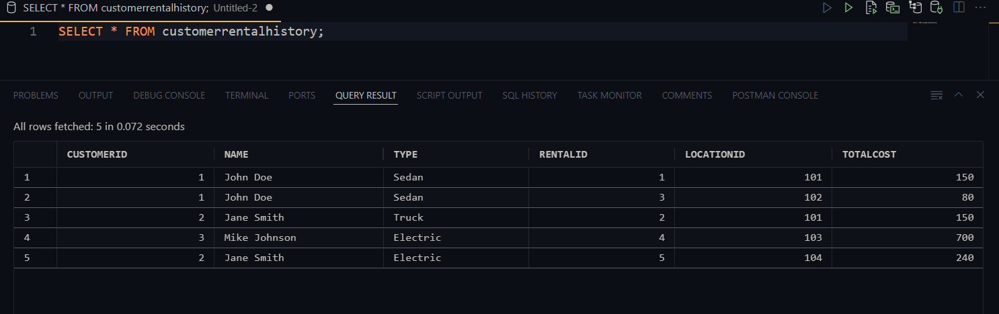 SELECT * FROM customerrentalhistory; Untitled-2
1 SELECT * FROM customerrentalhistory;
PROBLEMS OUTPUT DEBUG CONSOLE TERMINAL PORTS QUERY RESULT SCRIPT OUTPUT SQL HISTORY TASK MONITOR COMMENTS POSTMAN CONSOLE
All rows fetched: 5 in 0.072 seconds
CUSTOMERID NAME TYPE RENTALID LOCATIONID TOTALCOST
1 1 John Doe Sedan 1 101 150
2 1 John Doe Sedan 3 102 80
3 2 Jane Smith Truck 2 101 150
4 3 Mike Johnson Electric 4 103 700
5 2 Jane Smith Electric 5 104 240